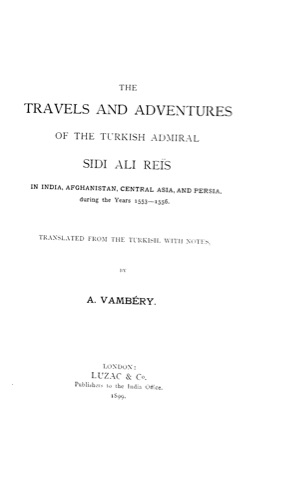 THE
TRAVELS AND ADVENTURES
OF THE TURKISH ADMIRAL
SIDI ALI REÏS
IN INDIA, AFGHANISTAN, CENTRAL ASIA, AND PERSIA,
during the Years 1553—1556.
TRANSLATED FROM THE TURKISH, WITH NOTES,
BY
A. VAMBÉRY.
LONDON:
LUZAC & Co.
Publishers to the India Office.
1899.